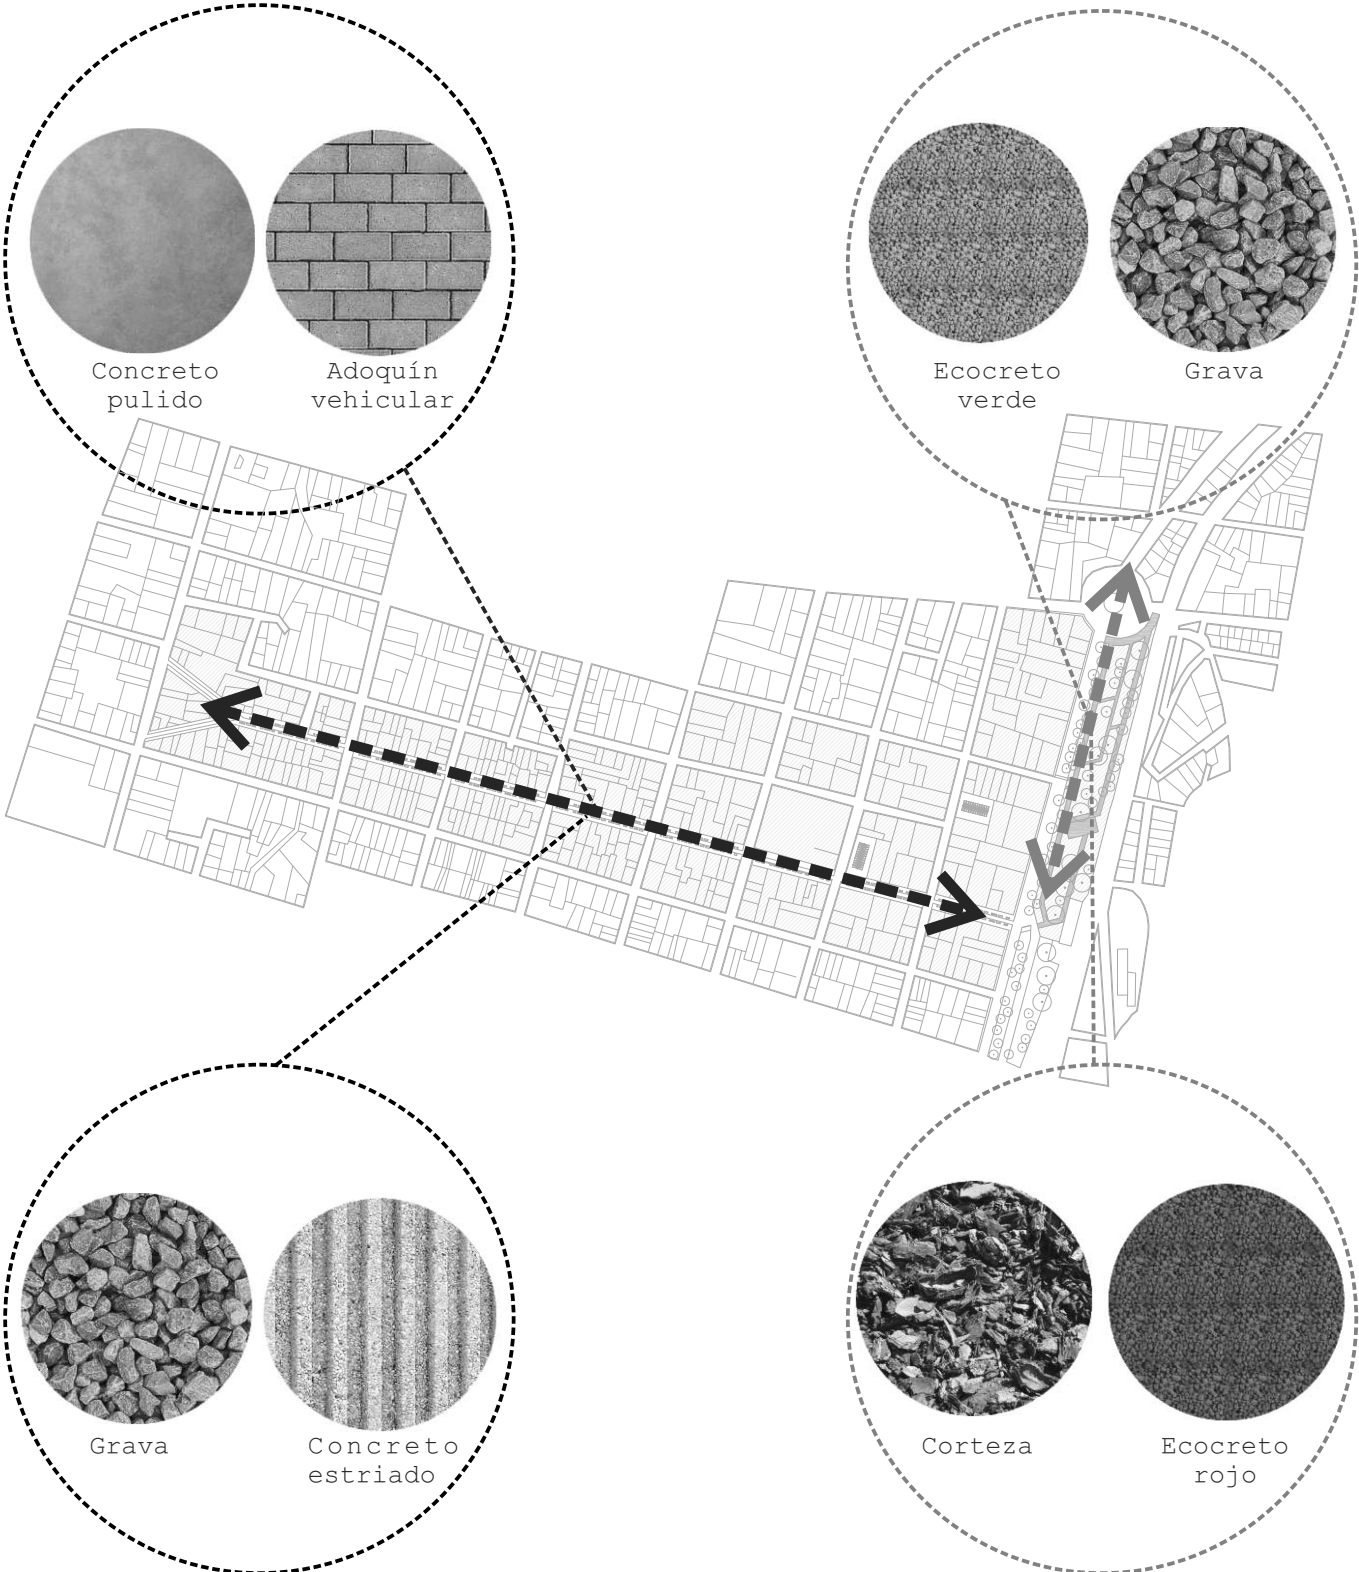 Concreto
pulido
Adoquín
vehicular
Ecocreto
verde
Grava
Grava
Concreto
estriado
Corteza
Ecocreto
rojo